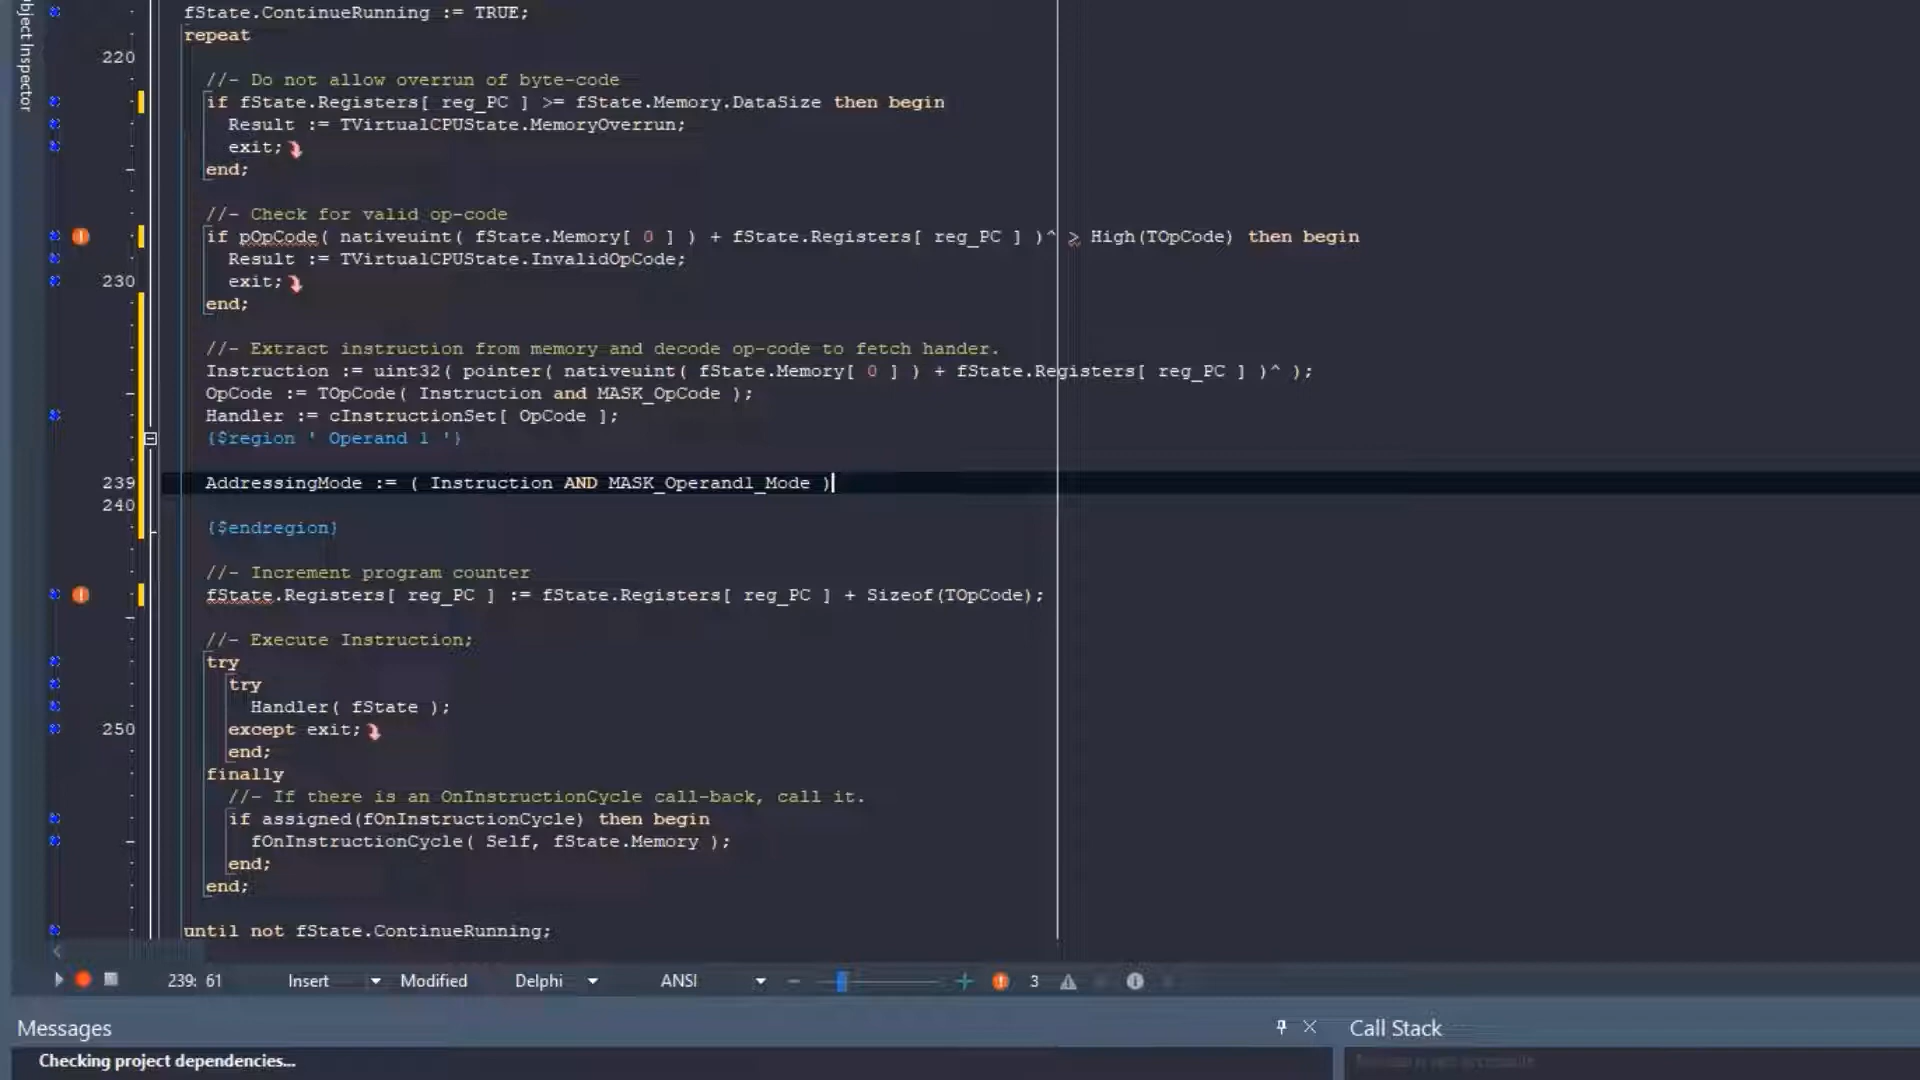 Object Inspector
fState.ContinueRunning := TRUE;
repeat
220
//- Do not allow overrun of byte-code
if fState.Registers[ reg_PC ] >= fState.Memory.DataSize then begin
Result := TVirtualCPUState.MemoryOverrun;
exit;
end;
//- Check for valid op-code
if pOpCode( nativeuint( fState.Memory[ 0 ] ) + fState.Registers[ reg_PC ] )^ > High(TOpCode) then begin
Result := TVirtualCPUState.InvalidOpCode;
230 exit;
end;
//- Extract instruction from memory and decode op-code to fetch hander.
Instruction := uint32( pointer( nativeuint( fState.Memory[ 0 ] ) + fState.Registers[ reg_PC ] )^ );
OpCode := TOpCode( Instruction and MASK_OpCode );
Handler := cInstructionSet[ OpCode ];
{$region ' Operand 1 '}
239 AddressingMode := ( Instruction AND MASK_Operand1_Mode )
240
{$endregion}
//- Increment program counter
fState.Registers[ reg_PC ] := fState.Registers[ reg_PC ] + Sizeof(TOpCode);
//- Execute Instruction;
try
try
Handler( fState );
250 except exit;
end;
finally
//- If there is an OnInstructionCycle call-back, call it.
if assigned(fOnInstructionCycle) then begin
fOnInstructionCycle( Self, fState.Memory );
end;
end;
until not fState.ContinueRunning;
239: 61 Insert Modified Delphi ANSI 3
Messages Call Stack
Checking project dependencies...